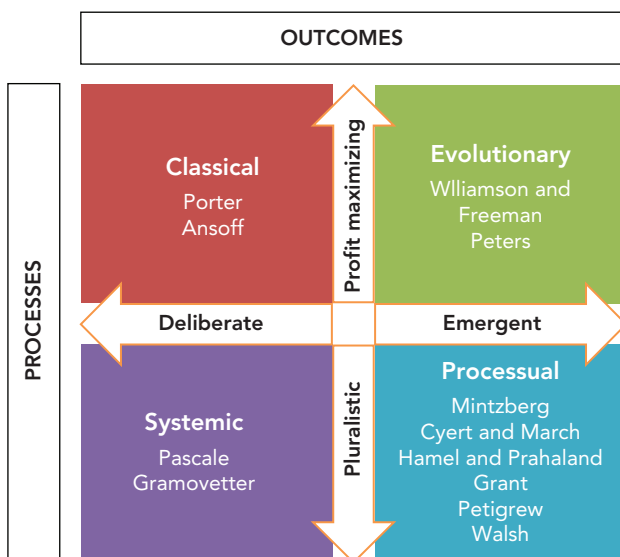 OUTCOMES
PROCESSES
Classical
Porter
Ansoff
Profit maximizing
Evolutionary
Wlliamson and
Freeman
Peters
Deliberate
Emergent
Systemic
Pascale
Gramovetter
Pluralistic
Processual
Mintzberg
Cyert and March
Hamel and Prahaland
Grant
Petigrew
Walsh